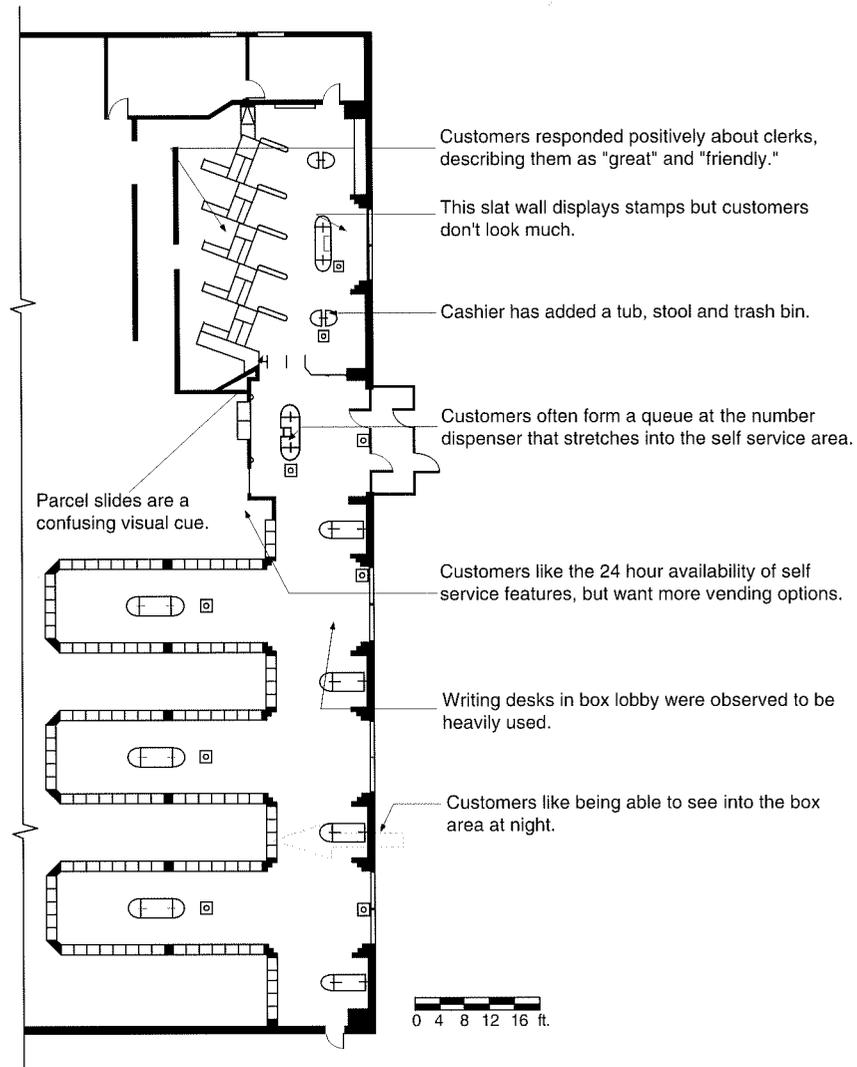 Customers responded positively about clerks,
describing them as "great" and "friendly."
This slat wall displays stamps but customers
don't look much.
Cashier has added a tub, stool and trash bin.
Customers often form a queue at the number
dispenser that stretches into the self service area.
Parcel slides are a
confusing visual cue.
Customers like the 24 hour availability of self
service features, but want more vending options.
Writing desks in box lobby were observed to be
heavily used.
Customers like being able to see into the box
area at night.
0 4 8 12 16 ft.